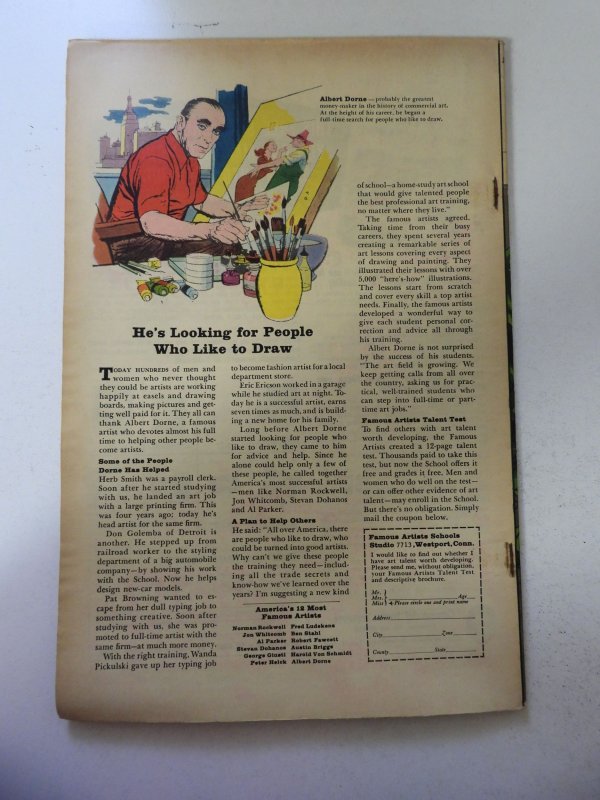 Albert Dorne—probably the greatest
money-maker in the history of commercial art.
At the height of his career, he began a
full-time search for people who like to draw.
He's Looking for People
Who Like to Draw
TODAY HUNDREDS of men and
women who never thought
they could be artists are working
happily at easels and drawing
boards, making pictures and get-
ting well paid for it. They all can
thank Albert Dorne, a famous
artist who devotes almost his full
time to helping other people be-
come artists.
Some of the People
Dorne Has Helped
Herb Smith was a payroll clerk.
Soon after he started studying
with us, he landed an art job
with a large printing firm. This
was four years ago; today he's
head artist for the same firm.
Don Golemba of Detroit is
another. He stepped up from
railroad worker to the styling
department of a big automobile
company—by showing his work
with the School. Now he helps
design new-car models.
Pat Browning wanted to es-
cape from her dull typing job to
something creative. Soon after
studying with us, she was pro-
moted to full-time artist with the
same firm—at much more money.
With the right training, Wanda
Pickulski gave up her typing job
to become fashion artist for a local
department store.
Eric Ericson worked in a garage
while he studied art at night. To-
day he is a successful artist, earns
seven times as much, and is build-
ing a new home for his family.
Long before Albert Dorne
started looking for people who
like to draw, they came to him
for advice and help. Since he
alone could help only a few of
these people, he called together
America's most successful artists
—men like Norman Rockwell,
Jon Whitcomb, Stevan Dohanos
and Al Parker.
A Plan to Help Others
He said: "All over America, there
are people who like to draw, who
could be turned into good artists.
Why can't we give these people
the training they need—includ-
ing all the trade secrets and
know-how we've learned over the
years? I'm suggesting a new kind
America's 12 Most
Famous Artists
Norman Rockwell Fred Ludekens
Jon Whitcomb Ben Stahl
Al Parker Robert Fawcett
Stevan Dohanos Austin Briggs
George Giusti Harold Von Schmidt
Peter Helck Albert Dorne
of school—a home-study art school
that would give talented people
the best professional art training,
no matter where they live."
The famous artists agreed.
Taking time from their busy
careers, they spent several years
creating a remarkable series of
art lessons covering every aspect
of drawing and painting. They
illustrated their lessons with over
5,000 "here's-how" illustrations.
The lessons start from scratch
and cover every skill a top artist
needs. Finally, the famous artists
developed a wonderful way to
give each student personal cor-
rection and advice all through
his training.
Albert Dorne is not surprised
by the success of his students.
"The art field is growing. We
keep getting calls from all over
the country, asking us for prac-
tical, well-trained students who
can step into full-time or part-
time art jobs."
Famous Artists Talent Test
To find others with art talent
worth developing, the Famous
Artists created a 12-page talent
test. Thousands paid to take this
test, but now the School offers it
free and grades it free. Men and
women who do well on the test—
or can offer other evidence of art
talent—may enroll in the School.
But there's no obligation. Simply
mail the coupon below.
Famous Artists Schools
Studio 7713, Westport, Conn.
I would like to find out whether I
have art talent worth developing.
Please send me, without obligation,
your Famous Artists Talent Test
and descriptive brochure.
Mr.
Mrs. Age
Miss Please circle one and print name
Address
City Zone
County State